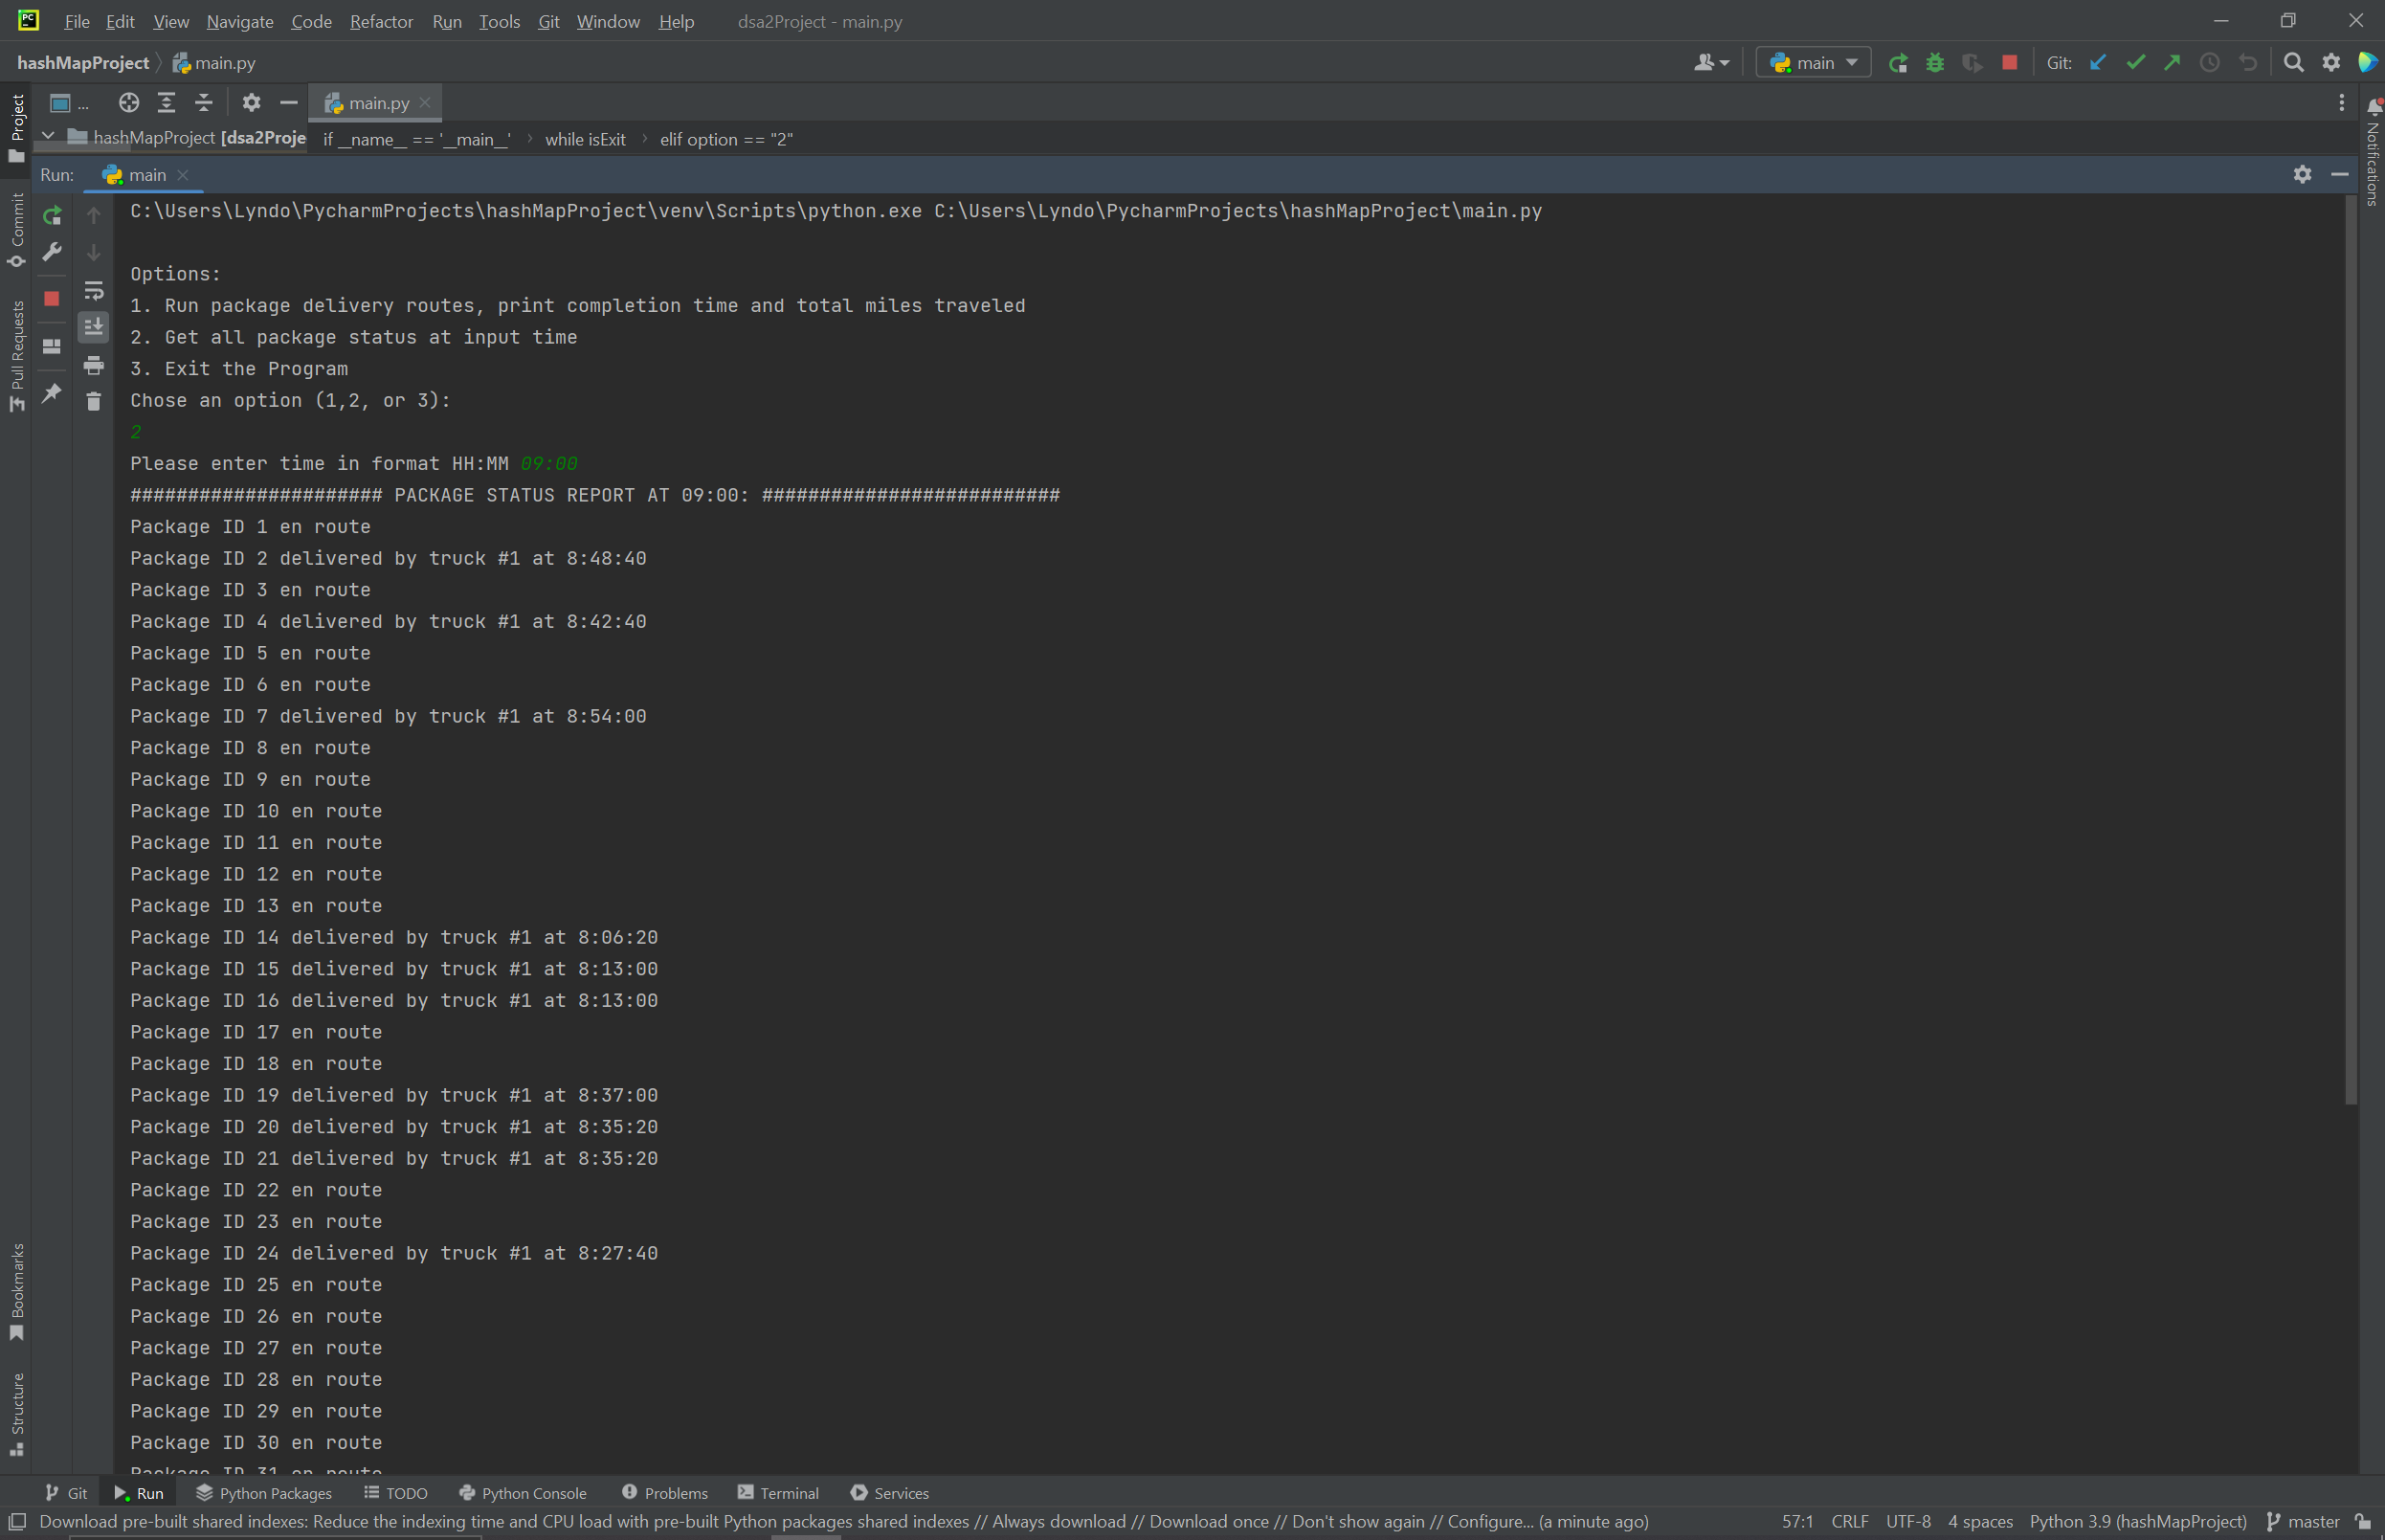 PC File Edit View Navigate Code Refactor Run Tools Git Window Help dsa2Project - main.py
hashMapProject main.py main Git:
Project ... main.py
hashMapProject [dsa2Proje if __name__ == '__main__' while isExit elif option == "2"
Notifications
Run: main
Commit
Pull Requests
C:\Users\Lyndo\PycharmProjects\hashMapProject\venv\Scripts\python.exe C:\Users\Lyndo\PycharmProjects\hashMapProject\main.py
Options:
1. Run package delivery routes, print completion time and total miles traveled
2. Get all package status at input time
3. Exit the Program
Chose an option (1,2, or 3):
2
Please enter time in format HH:MM 09:00
###################### PACKAGE STATUS REPORT AT 09:00: ##########################
Package ID 1 en route
Package ID 2 delivered by truck #1 at 8:48:40
Package ID 3 en route
Package ID 4 delivered by truck #1 at 8:42:40
Package ID 5 en route
Package ID 6 en route
Package ID 7 delivered by truck #1 at 8:54:00
Package ID 8 en route
Package ID 9 en route
Package ID 10 en route
Package ID 11 en route
Package ID 12 en route
Package ID 13 en route
Package ID 14 delivered by truck #1 at 8:06:20
Package ID 15 delivered by truck #1 at 8:13:00
Package ID 16 delivered by truck #1 at 8:13:00
Package ID 17 en route
Package ID 18 en route
Package ID 19 delivered by truck #1 at 8:37:00
Package ID 20 delivered by truck #1 at 8:35:20
Package ID 21 delivered by truck #1 at 8:35:20
Package ID 22 en route
Package ID 23 en route
Package ID 24 delivered by truck #1 at 8:27:40
Package ID 25 en route
Package ID 26 en route
Package ID 27 en route
Package ID 28 en route
Package ID 29 en route
Package ID 30 en route
Package ID 31 en route
Bookmarks
Structure
Git Run Python Packages TODO Python Console Problems Terminal Services
Download pre-built shared indexes: Reduce the indexing time and CPU load with pre-built Python packages shared indexes // Always download // Download once // Don't show again // Configure... (a minute ago) 57:1 CRLF UTF-8 4 spaces Python 3.9 (hashMapProject) master